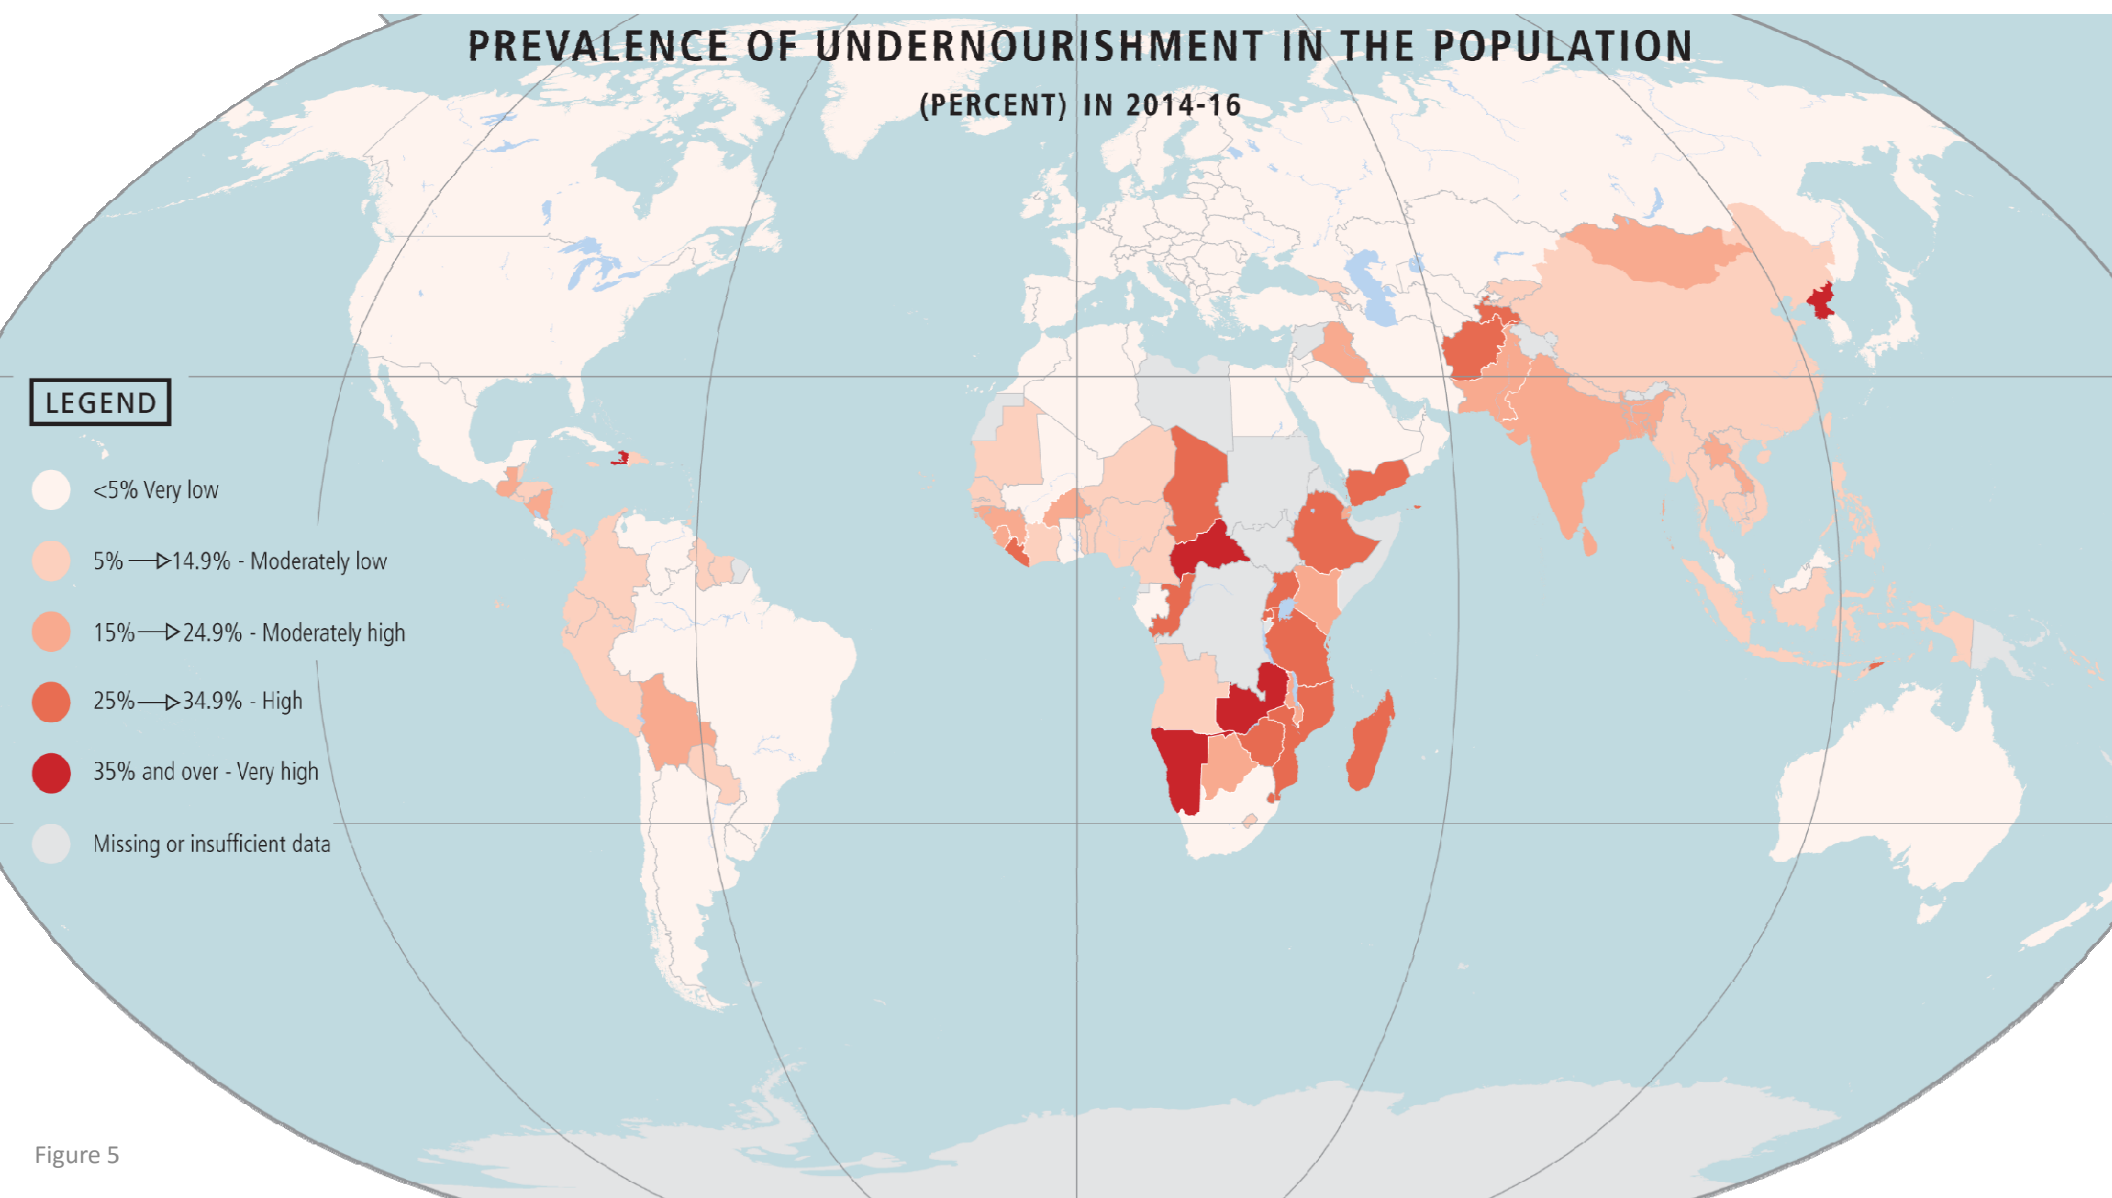 PREVALENCE OF UNDERNOURISHMENT IN THE POPULATION
(PERCENT) IN 2014-16
LEGEND
<5% Very low
5% —▷14.9% - Moderately low
15%—▷24.9% - Moderately high
25%—▷34.9% - High
35% and over - Very high
Missing or insufficient data
Figure 5